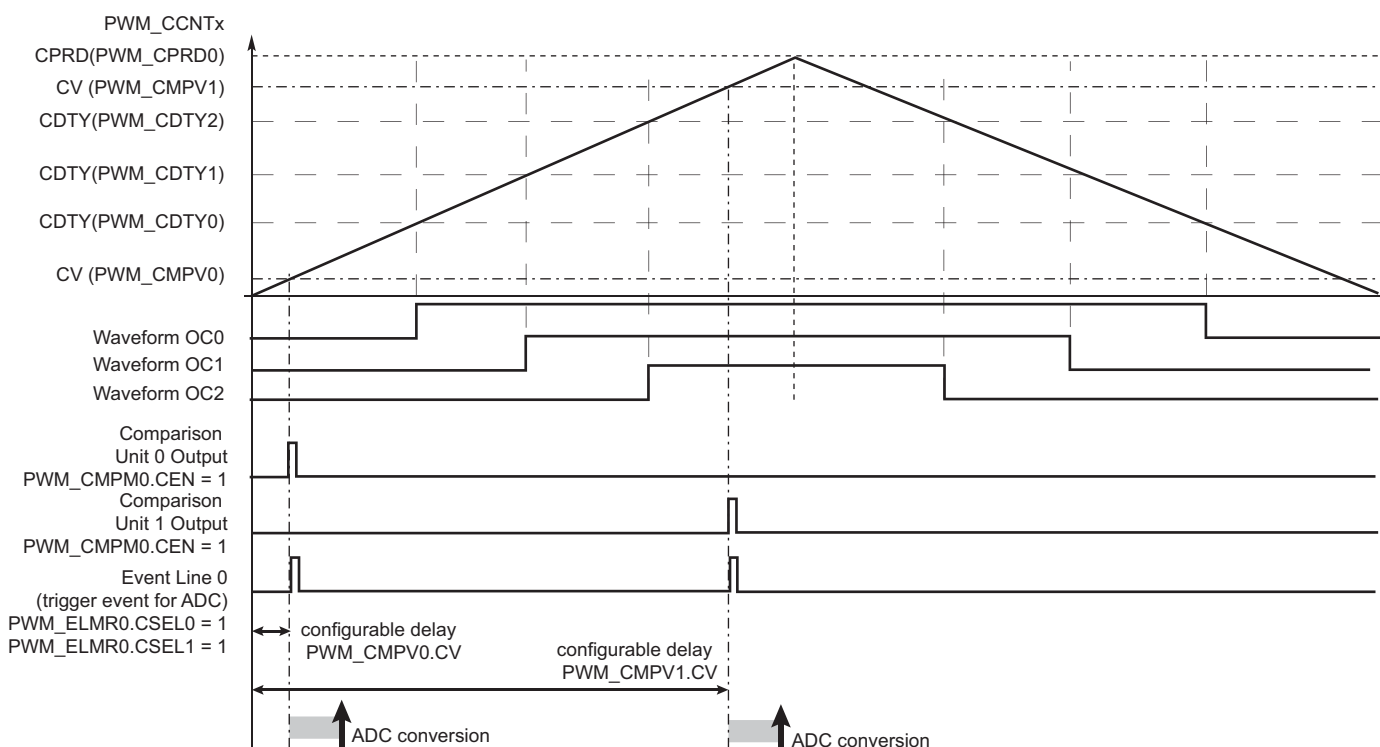 PWM_CCNTx
CPRD(PWM_CPRD0)
CV (PWM_CMPV1)
CDTY(PWM_CDTY2)
CDTY(PWM_CDTY1)
CDTY(PWM_CDTY0)
CV (PWM_CMPV0)
Waveform OC0
Waveform OC1
Waveform OC2
Comparison
Unit 0 Output
PWM_CMPM0.CEN = 1
Comparison
Unit 1 Output
PWM_CMPM0.CEN = 1
Event Line 0
(trigger event for ADC)
PWM_ELMR0.CSEL0 = 1
PWM_ELMR0.CSEL1 = 1
configurable delay
PWM_CMPV0.CV
configurable delay
PWM_CMPV1.CV
ADC conversion
ADC conversion